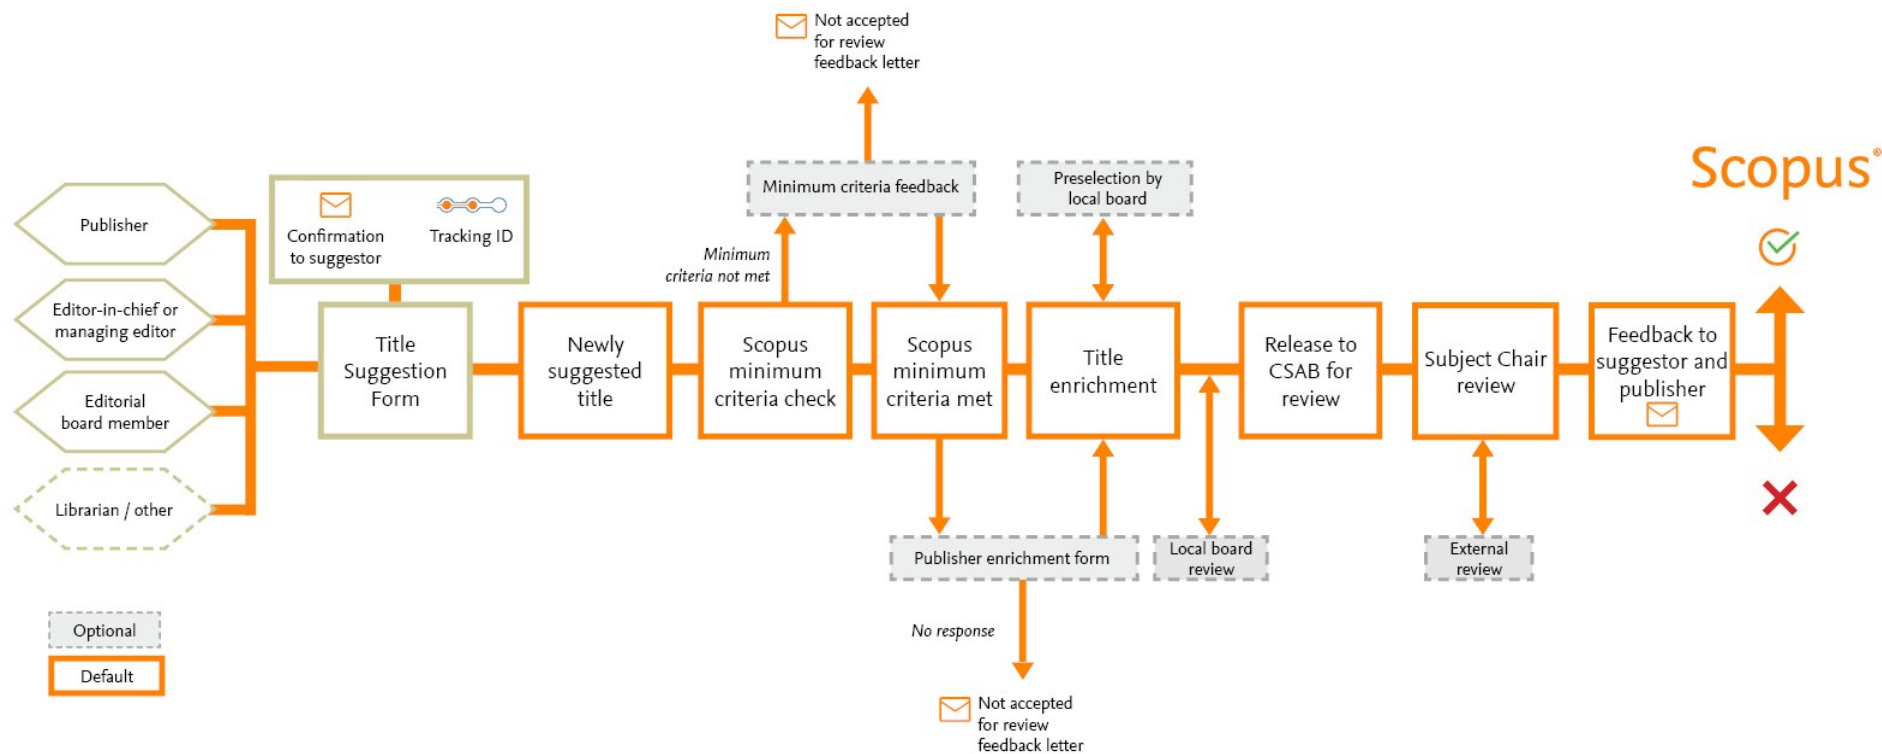 Not accepted
for review
feedback letter
Scopus®
Minimum criteria feedback
Preselection by
local board
Publisher
Confirmation
to suggestor
Tracking ID
Minimum
criteria not met
Editor-in-chief or
managing editor
Editorial
board member
Librarian / other
Title
Suggestion
Form
Newly
suggested
title
Scopus
minimum
criteria check
Scopus
minimum
criteria met
Title
enrichment
Release to
CSAB for
review
Subject Chair
review
Feedback to
suggestor and
publisher
Publisher enrichment form
Local board
review
External
review
No response
Not accepted
for review
feedback letter
Optional
Default